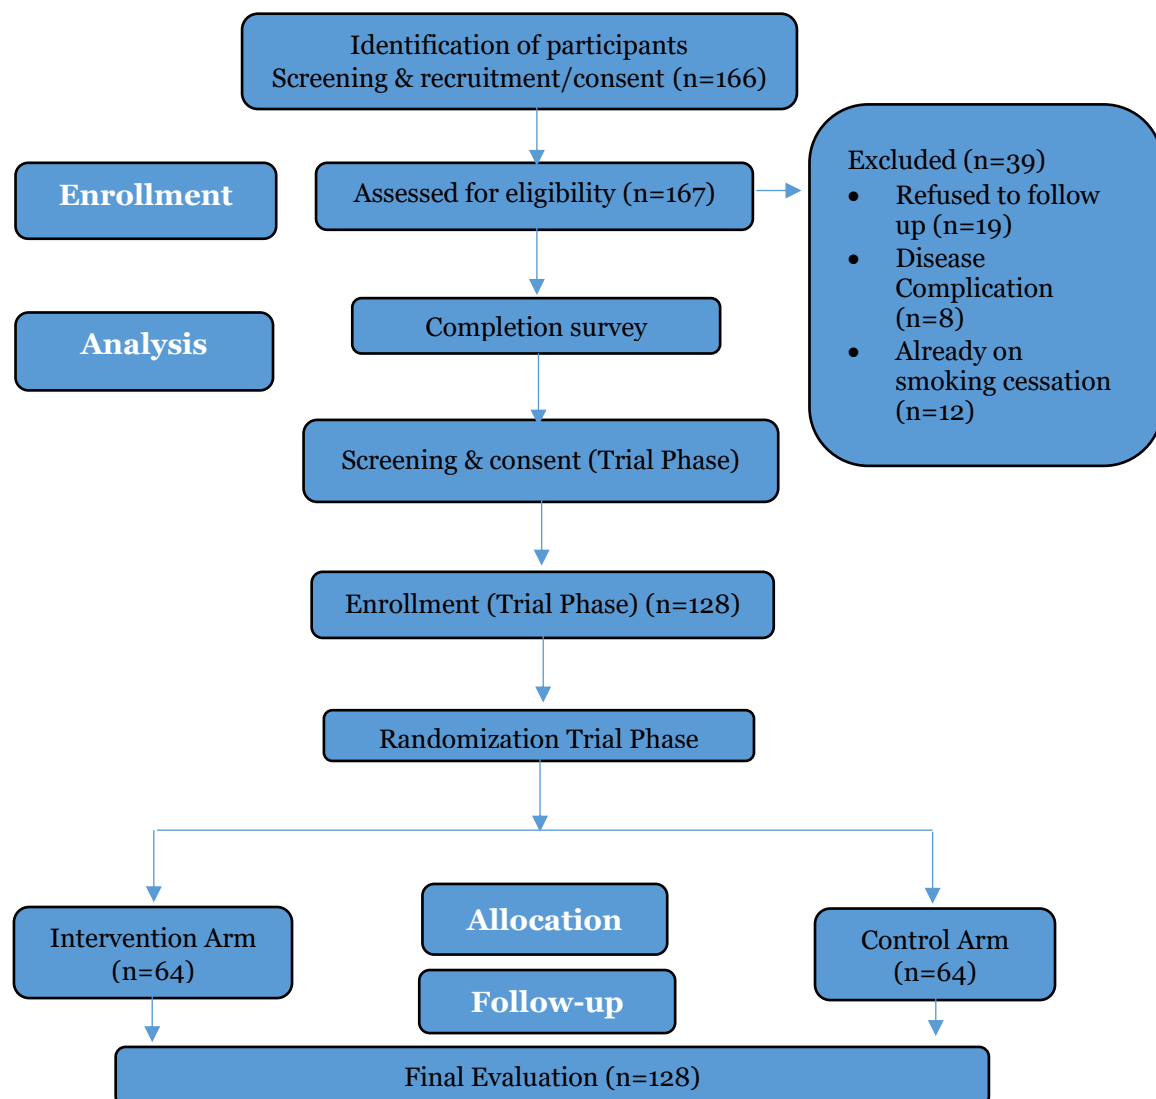 Identification of participants
Screening & recruitment/consent (n=166)
Enrollment
Assessed for eligibility (n=167)
Excluded (n=39)
• Refused to follow
up (n=19)
• Disease
Complication
(n=8)
• Already on
smoking cessation
(n=12)
Analysis
Completion survey
Screening & consent (Trial Phase)
Enrollment (Trial Phase) (n=128)
Randomization Trial Phase
Intervention Arm
(n=64)
Allocation
Control Arm
(n=64)
Follow-up
Final Evaluation (n=128)